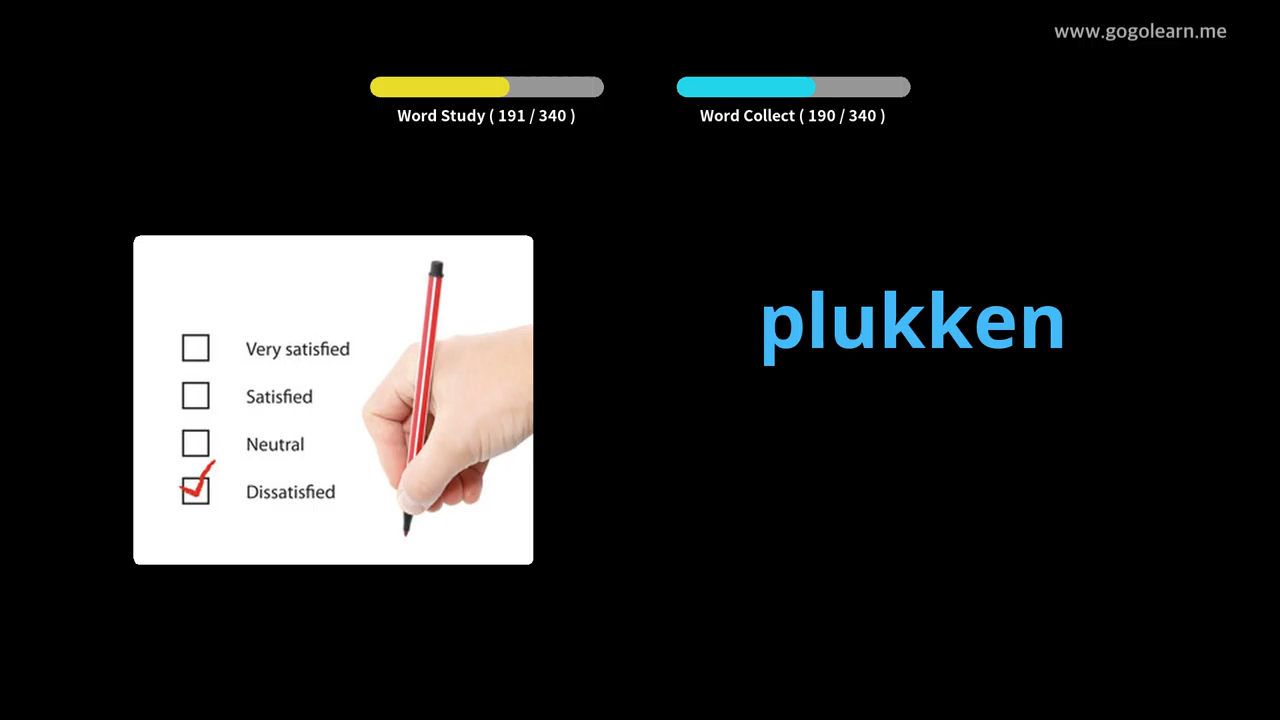 www.gogolearn.me
Word Study ( 191 / 340 )
Word Collect ( 190 / 340 )
plukken
Very satisfied
Satisfied
Neutral
Dissatisfied